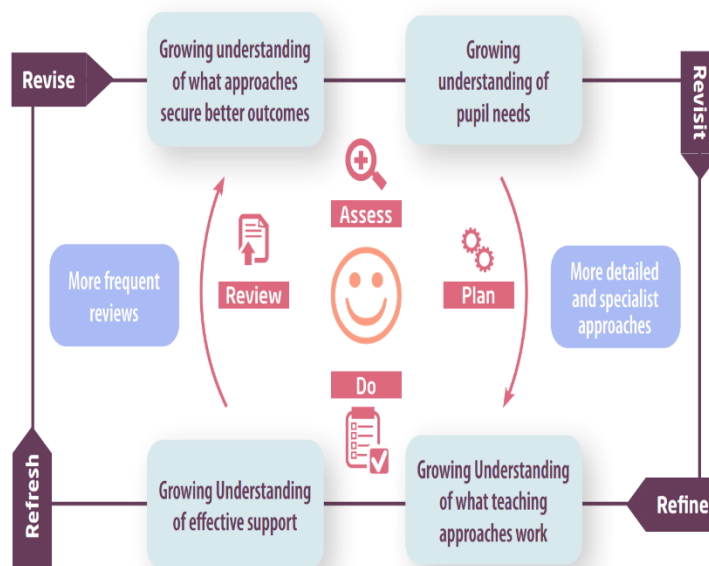 Revise
Growing understanding
of what approaches
secure better outcomes
Growing
understanding of
pupil needs
Revisit
Assess
More frequent
reviews
Review
Plan
More detailed
and specialist
approaches
Do
Refresh
Growing Understanding
of effective support
Growing Understanding
of what teaching
approaches work
Refine